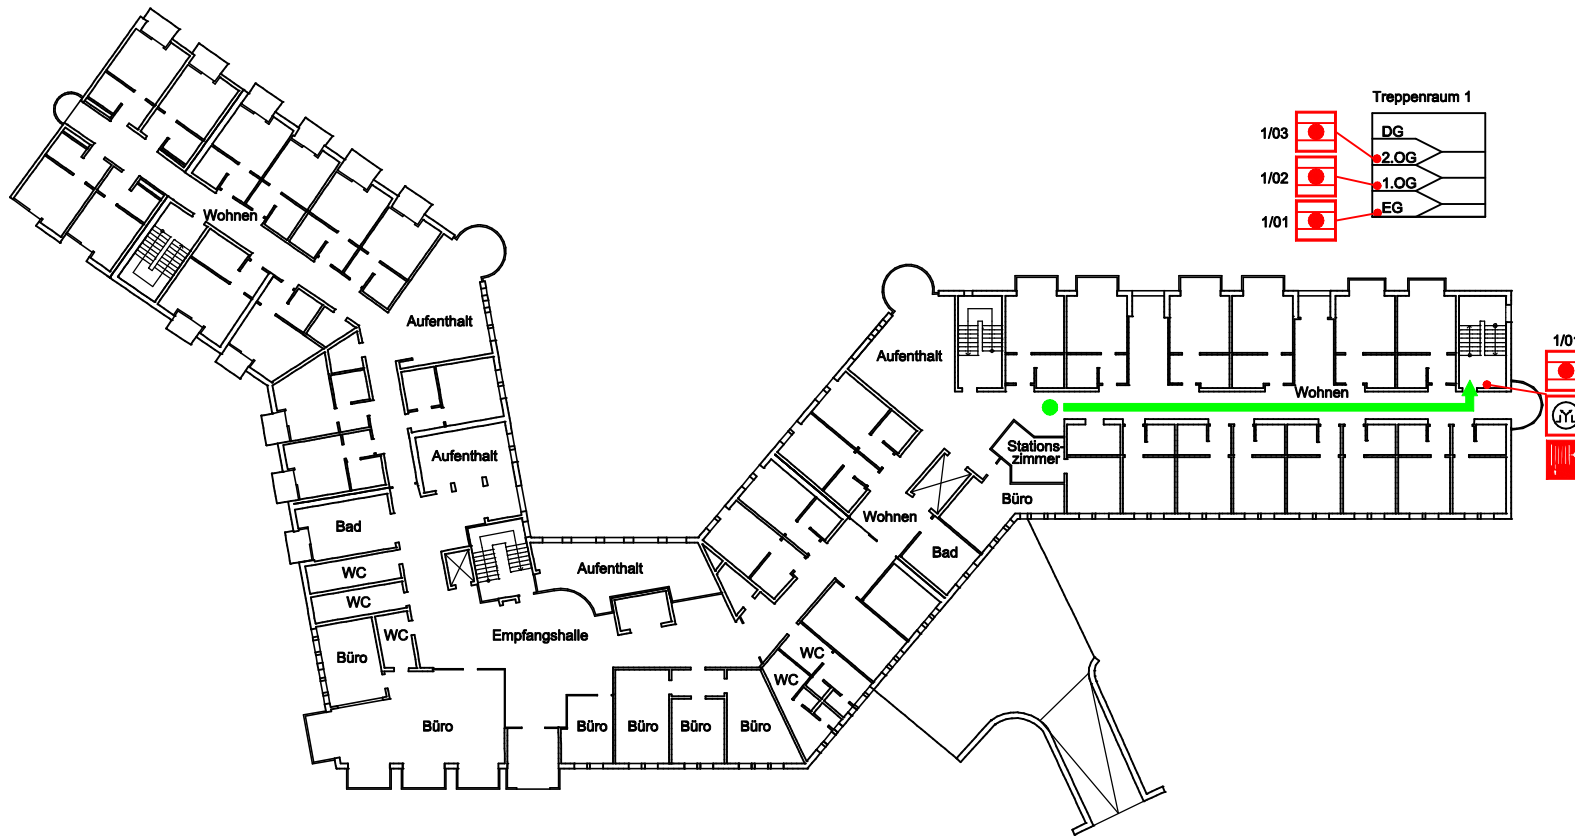 Treppenraum 1
1/03
DG
2.OG
1/02
1.OG
1/01
EG
Wohnen
Aufenthalt
1/01
Aufenthalt
Wohnen
Aufenthalt
Stations-
zimmer
Büro
Bad
Wohnen
Bad
WC
Aufenthalt
WC
WC
Empfangshalle
Büro
WC
WC
Büro
Büro
Büro
Büro
Büro